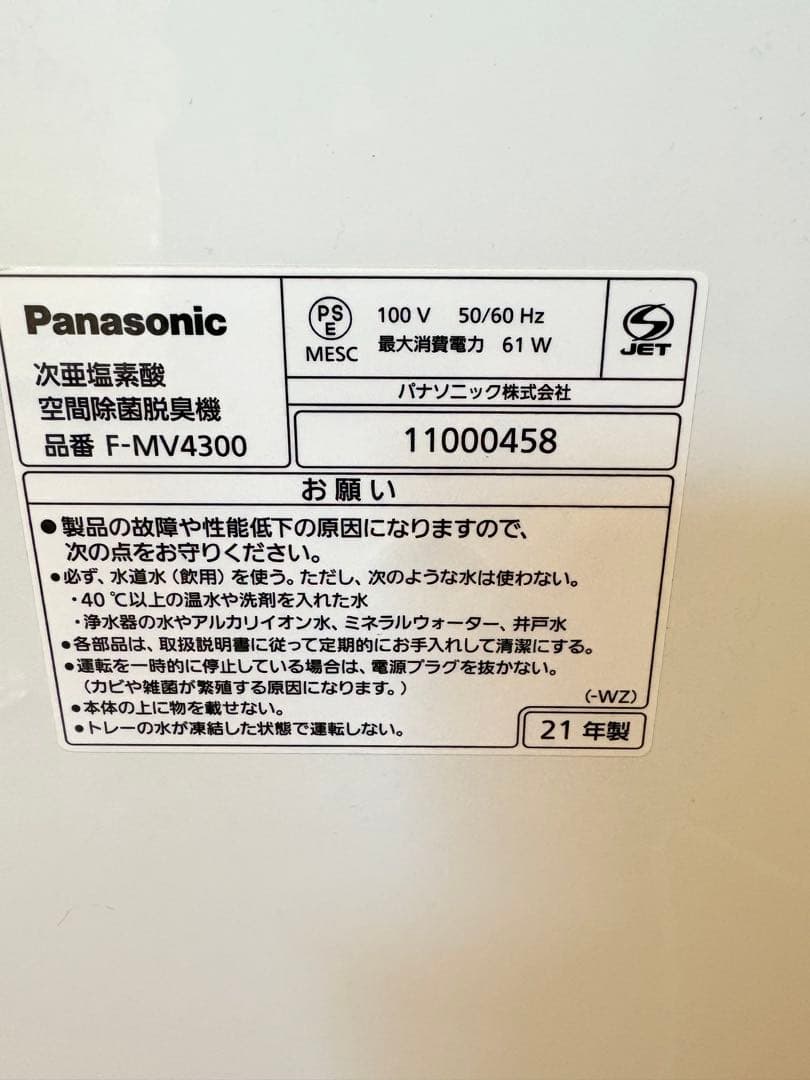 Panasonic
次亜塩素酸
空間除菌脱臭機
品番 F-MV4300
PS
E
MESC
100 V 50/60 Hz
最大消費電力 61 W
JET
パナソニック株式会社
11000458
お願い
●製品の故障や性能低下の原因になりますので、
次の点をお守りください。
●必ず、水道水(飲用)を使う。ただし、次のような水は使わない。
・40 ℃以上の温水や洗剤を入れた水
・浄水器の水やアルカリイオン水、ミネラルウォーター、井戸水
●各部品は、取扱説明書に従って定期的にお手入れして清潔にする。
●運転を一時的に停止している場合は、電源プラグを抜かない。
(カビや雑菌が繁殖する原因になります。)
●本体の上に物を載せない。
●トレーの水が凍結した状態で運転しない。
(-WZ)
21 年製